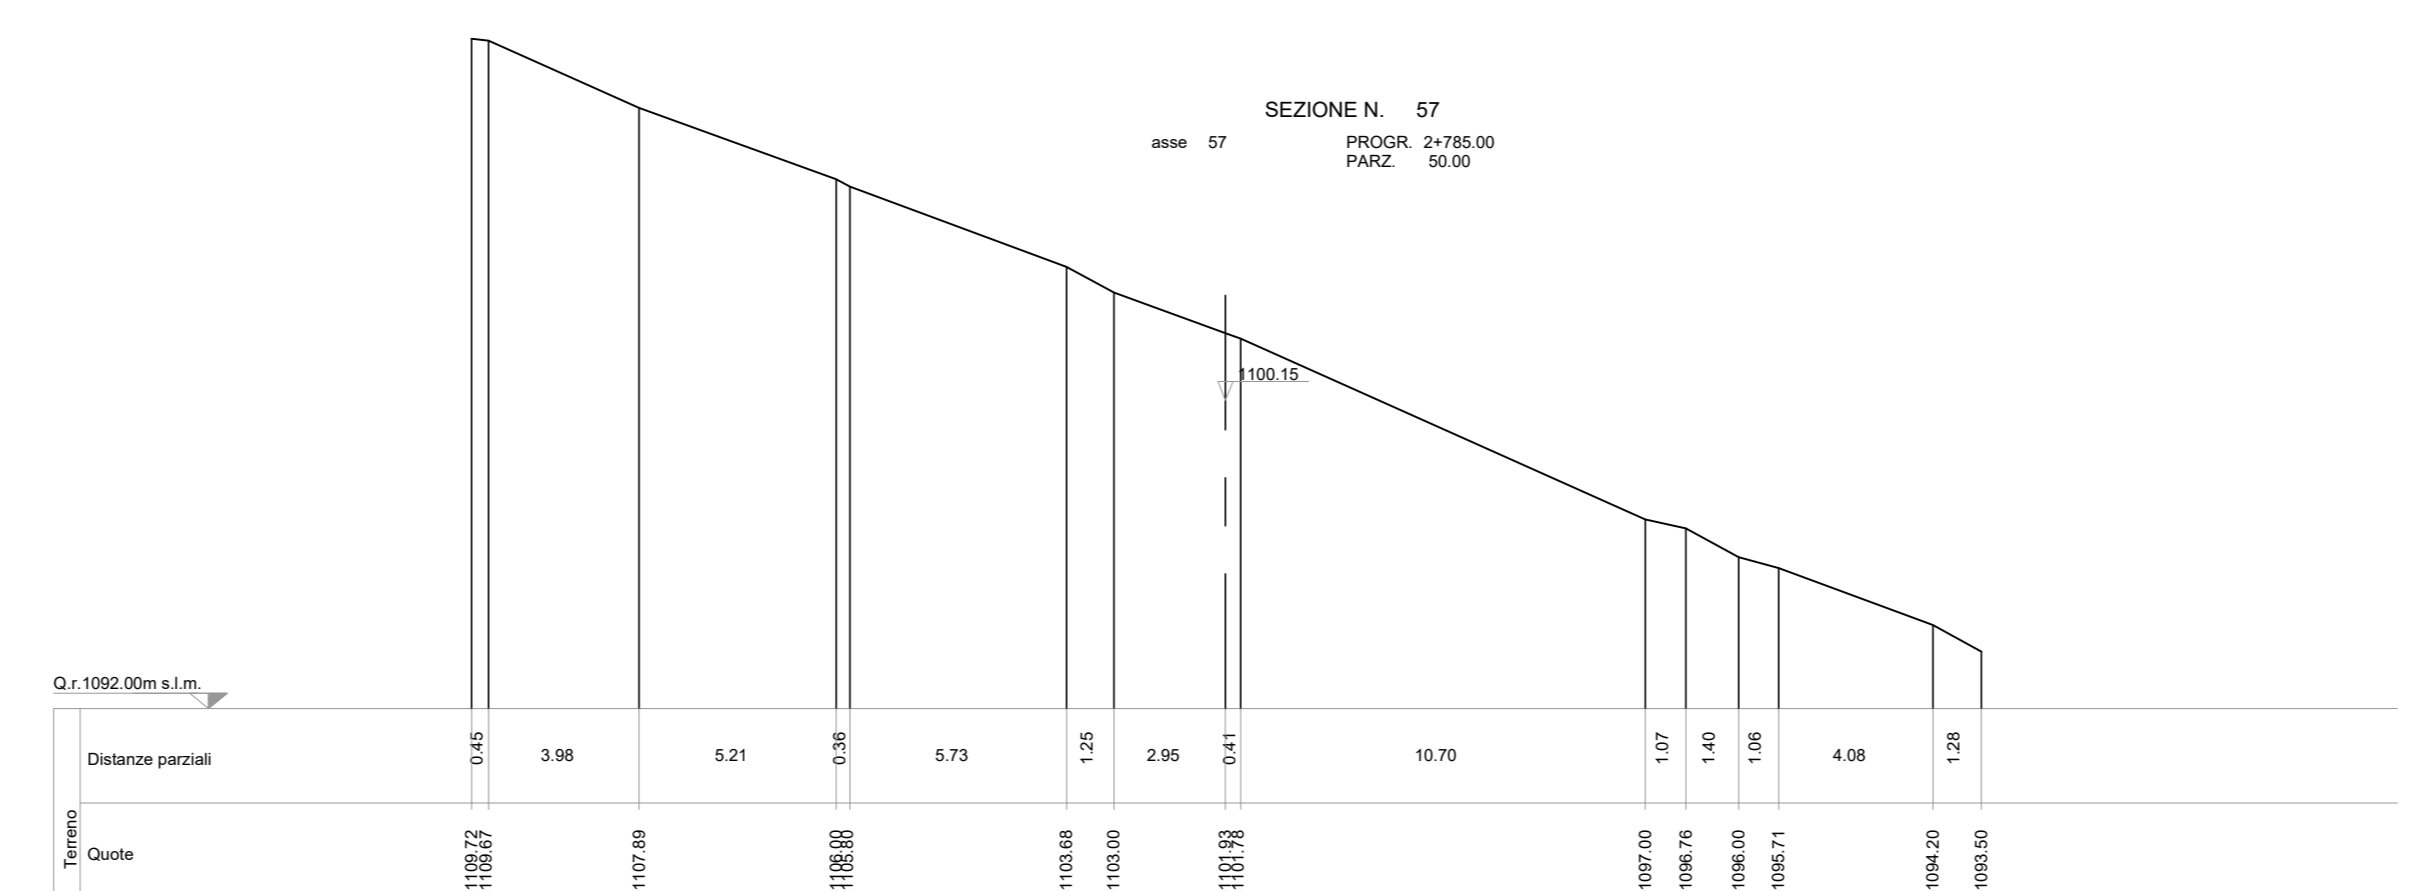 SEZIONE N. 57
asse 57 PROGR. 2+785.00
PARZ. 50.00
1100.15
Q.r.1092.00m s.l.m.
Distanze parziali 0.45 3.98 5.21 0.36 5.73 1.25 2.95 0.41 10.70 1.07 1.40 1.06 4.08 1.28
Terreno
Quote 1109.72 1109.67 1107.89 1106.00 1105.80 1103.68 1103.00 1101.93 1101.78 1097.00 1096.76 1096.00 1095.71 1094.20 1093.50